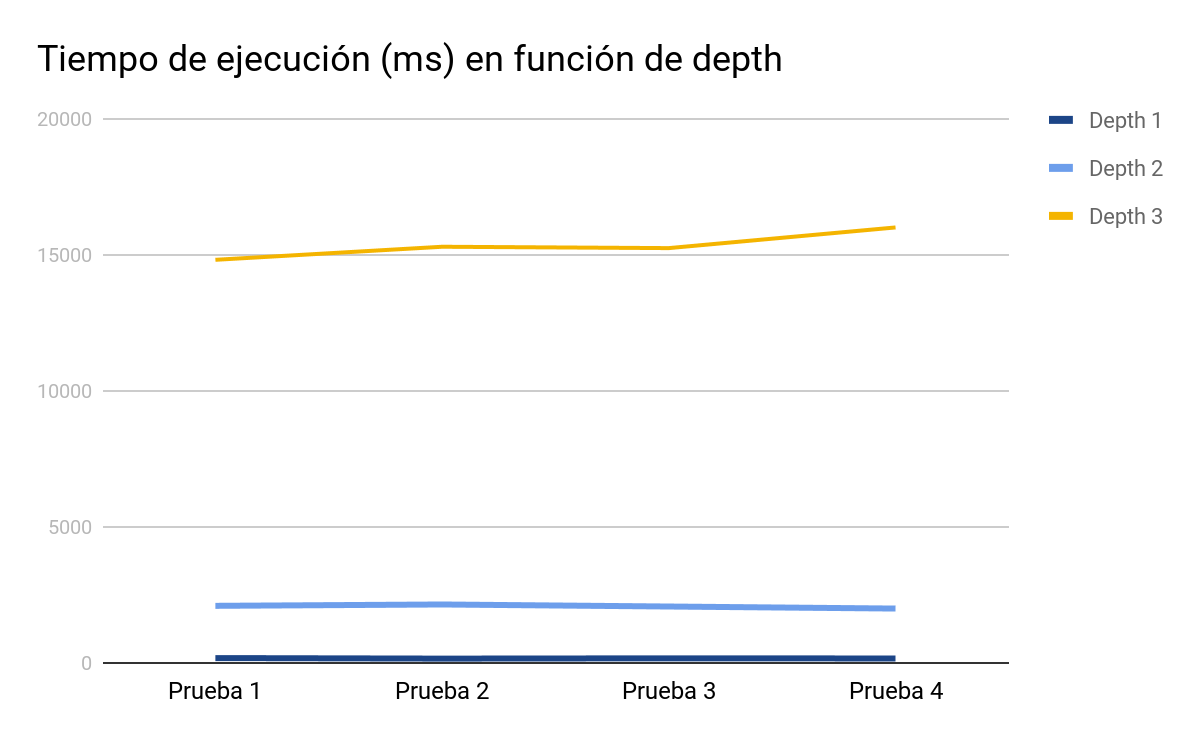 Tiempo de ejecución (ms) en función de depth
20000
15000
10000
5000
0
Prueba 1
Prueba 2
Prueba 3
Prueba 4
Depth 1
Depth 2
Depth 3